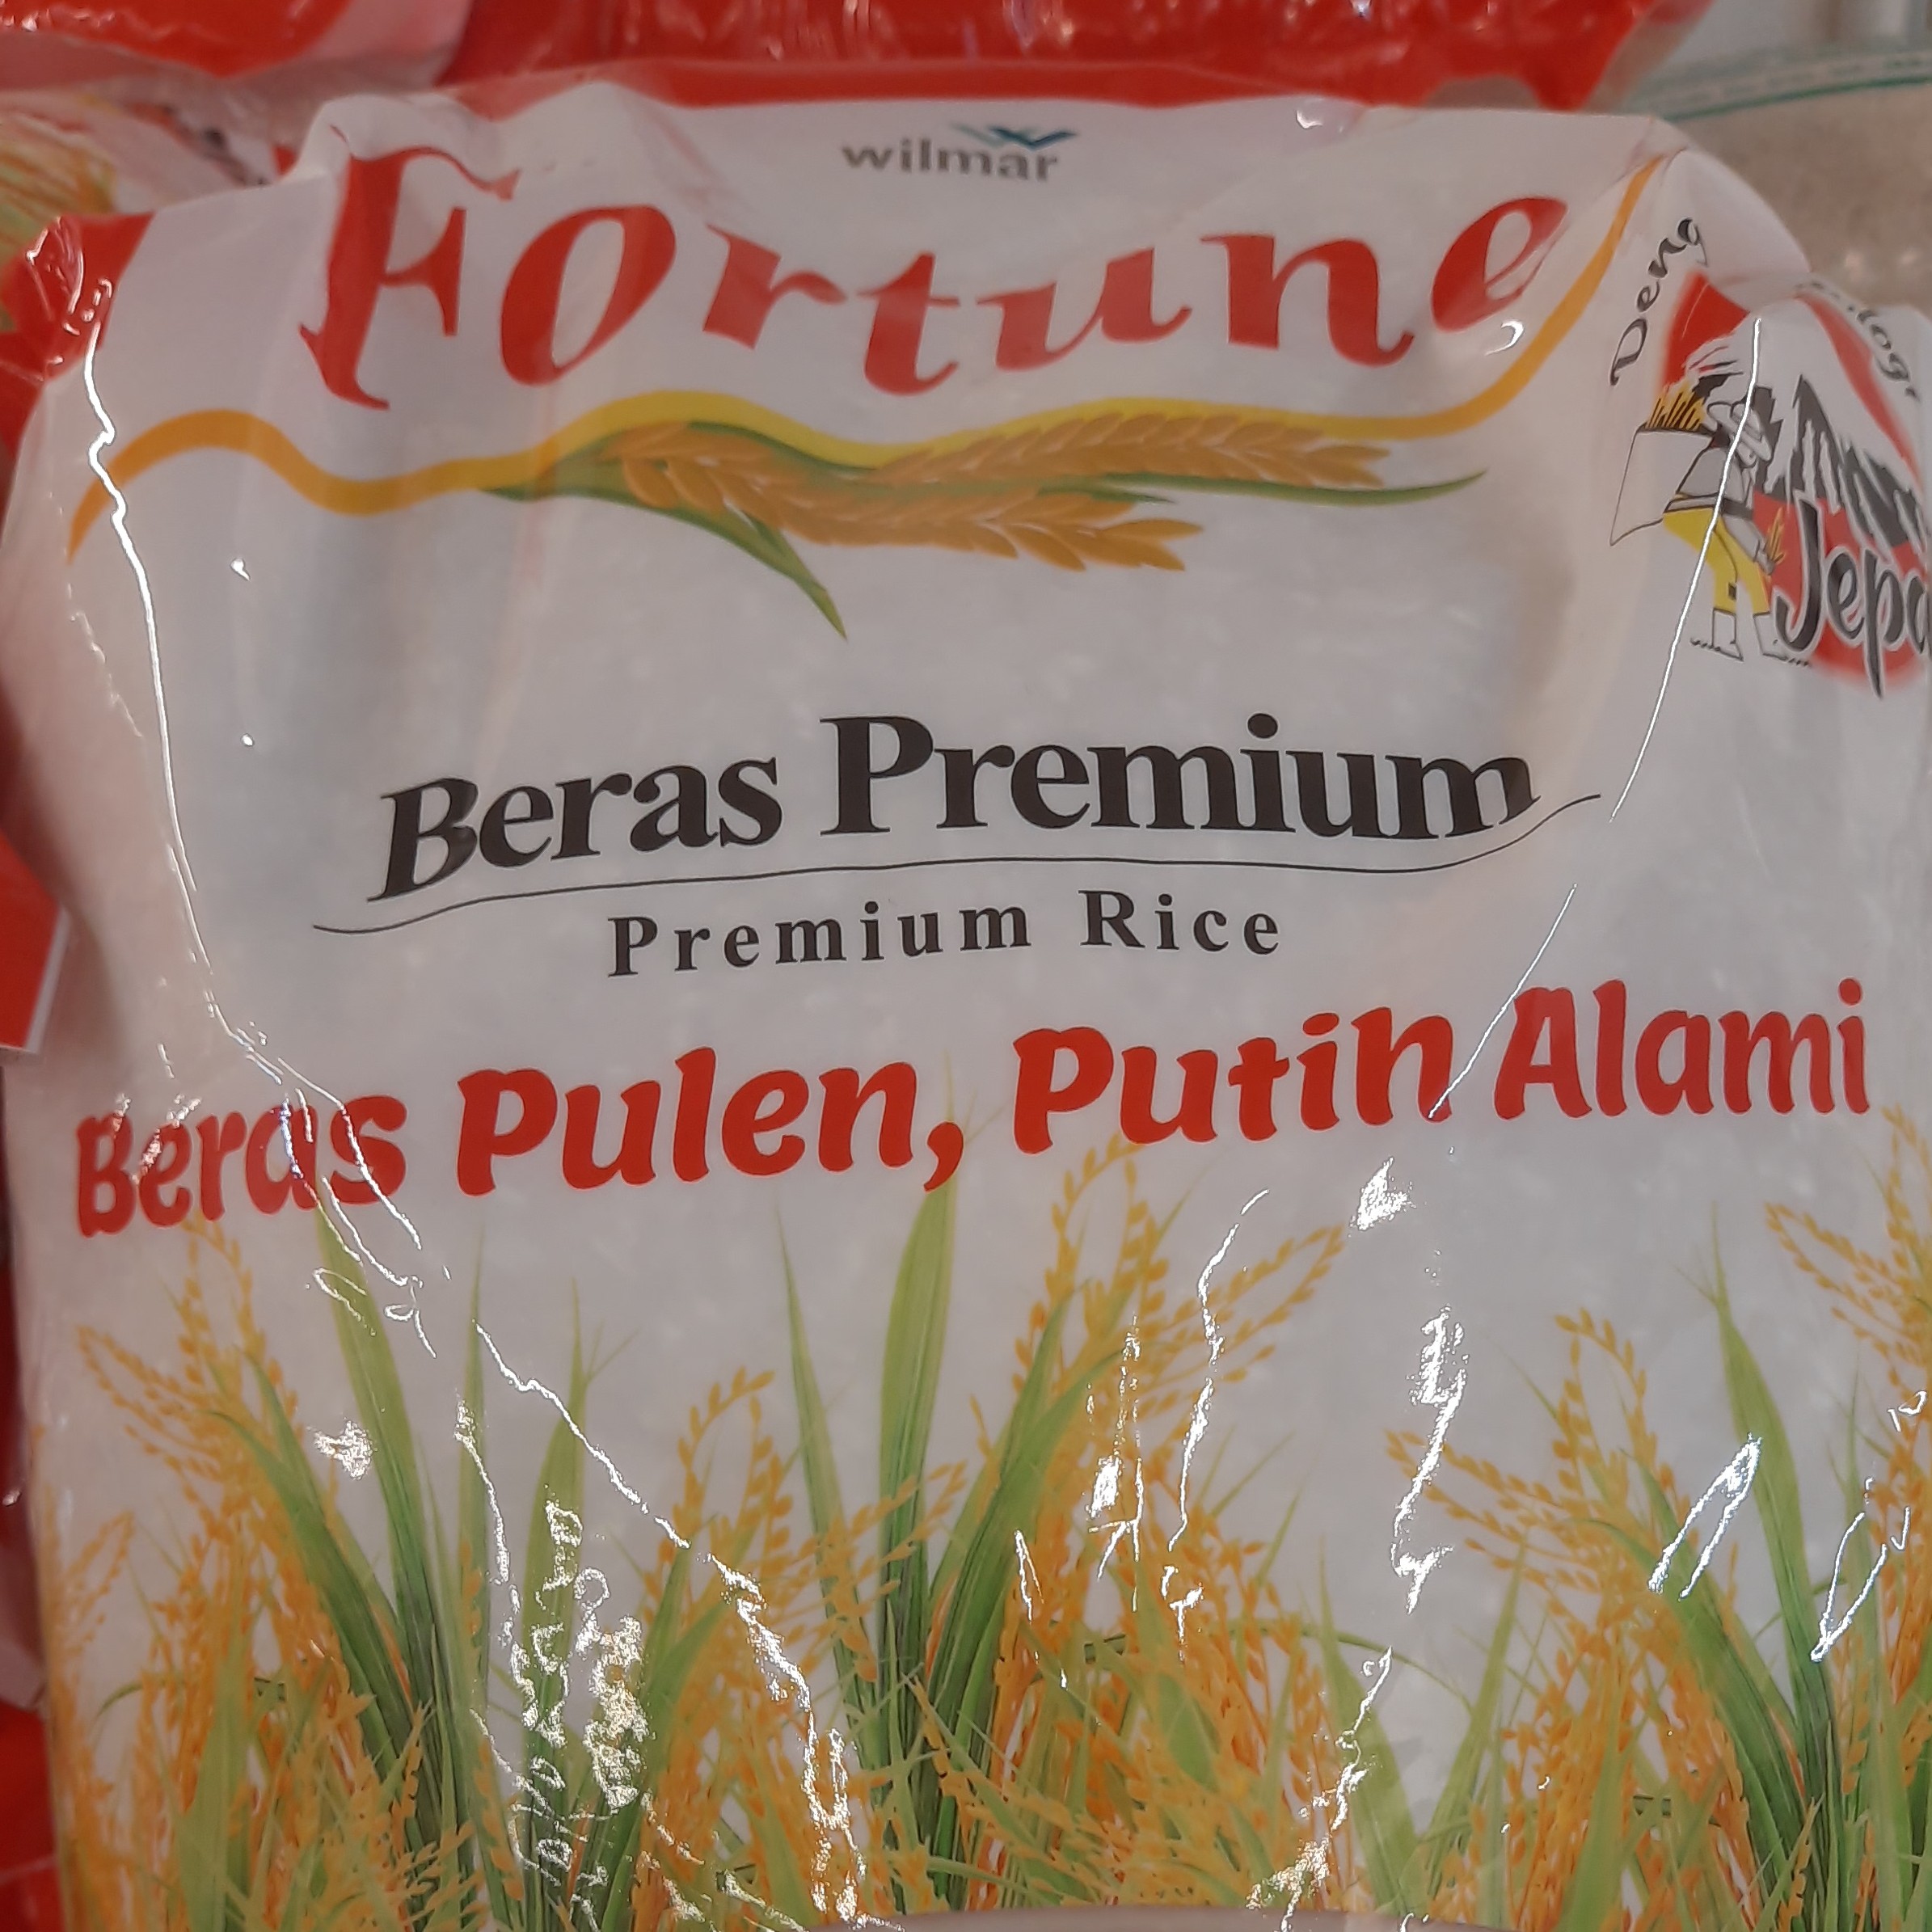 wilmar
Fortune
Beras Premium
Premium Rice
Beras Pulen, Putih Alami